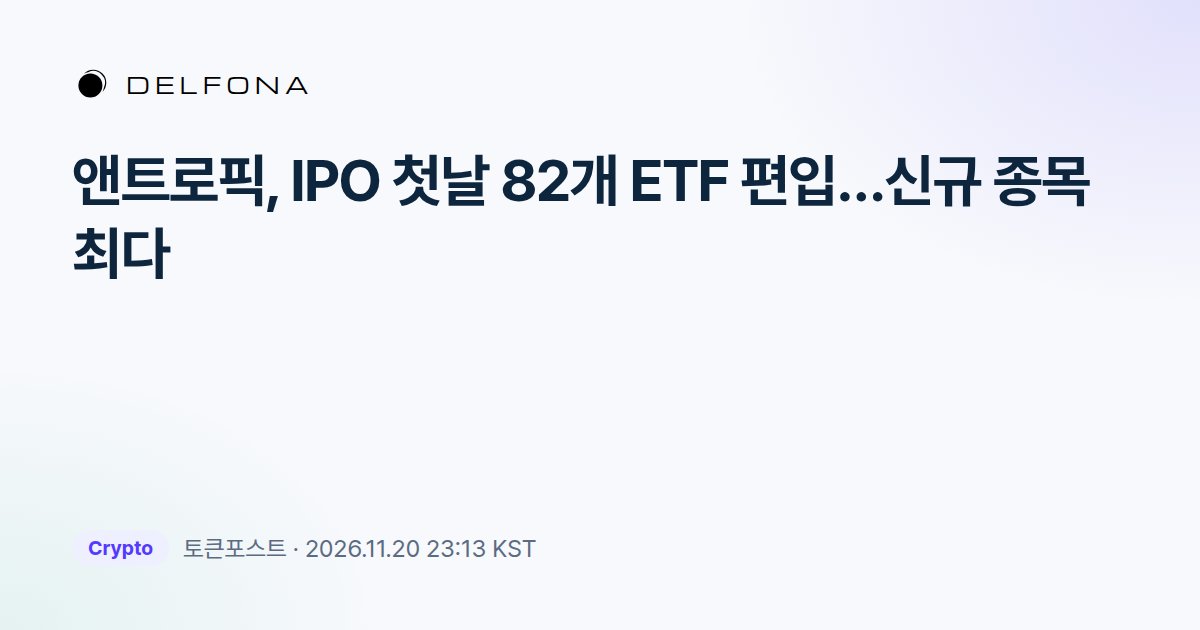 DELFONA
앤트로픽, IPO 첫날 82개 ETF 편입…신규 종목
최다
Crypto 토큰포스트 · 2026.11.20 23:13 KST